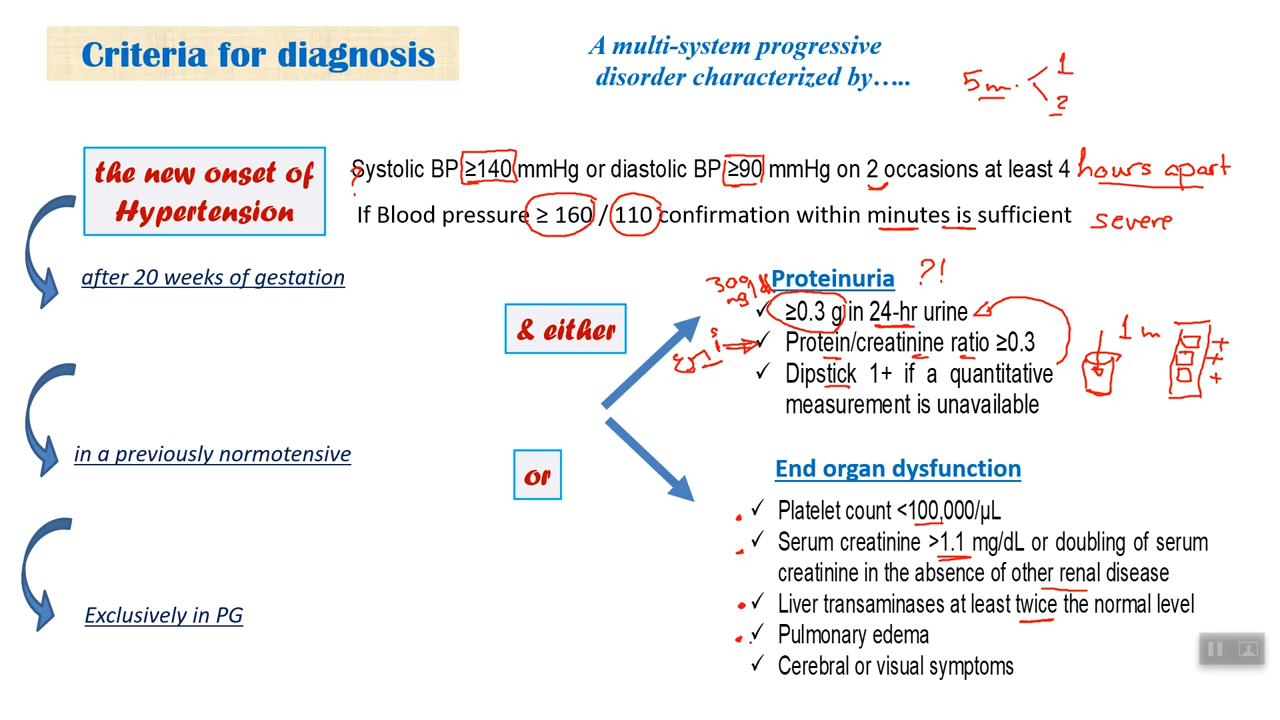 Criteria for diagnosis
A multi-system progressive
disorder characterized by…..
5m. 1
2
the new onset of
Hypertension
Systolic BP ≥140 mmHg or diastolic BP ≥90 mmHg on 2 occasions at least 4 hours apart
?
If Blood pressure ≥ 160 / 110 confirmation within minutes is sufficient severe
after 20 weeks of gestation
& either
Proteinuria ?!
✓ ≥0.3 g in 24-hr urine
✓ Protein/creatinine ratio ≥0.3
1 m
+
+
+
✓ Dipstick 1+ if a quantitative
measurement is unavailable
in a previously normotensive
or
End organ dysfunction
✓ Platelet count <100,000/µL
✓ Serum creatinine >1.1 mg/dL or doubling of serum
creatinine in the absence of other renal disease
✓ Liver transaminases at least twice the normal level
Exclusively in PG
✓ Pulmonary edema
✓ Cerebral or visual symptoms